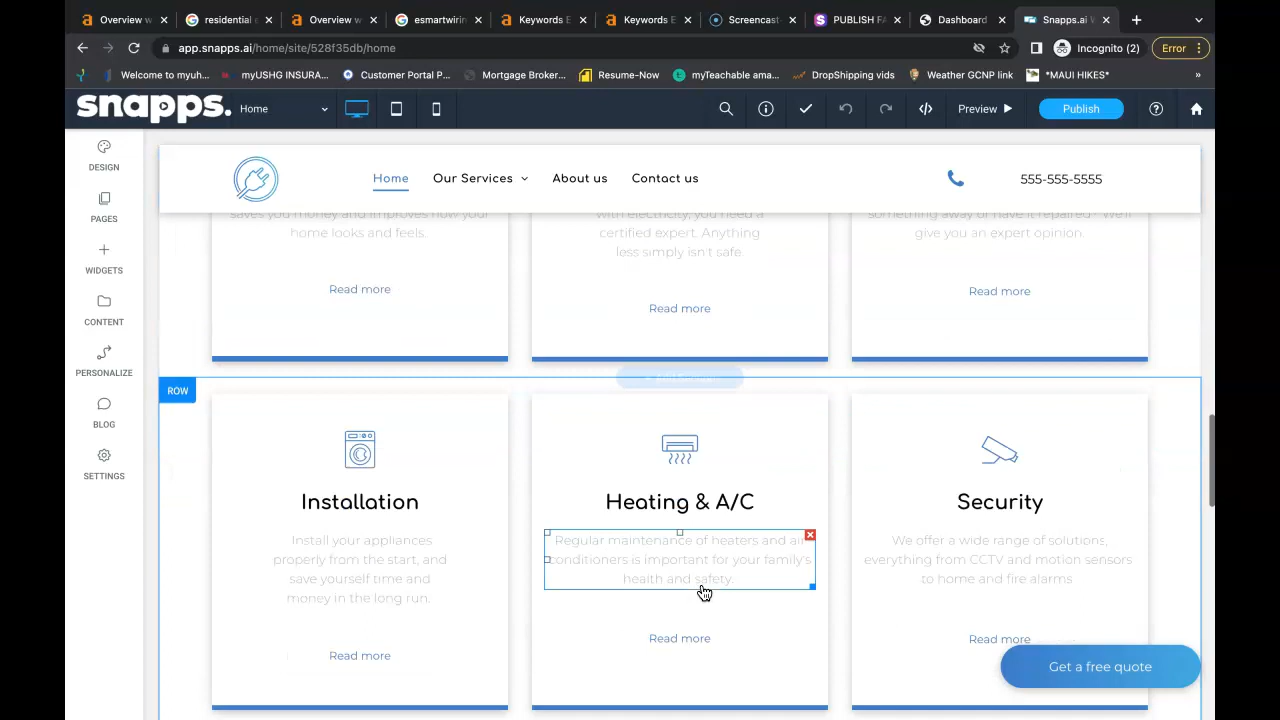 Overview w
residential e
Overview w
esmartwiring
Keywords E
Keywords E
Screencast-
PUBLISH FA
Dashboard
Snapps.ai W
app.snapps.ai/home/site/528f35db/home
Incognito (2)
Error
Welcome to myuh...
myUSHG INSURA...
Customer Portal P...
Mortgage Broker...
Resume-Now
myTeachable ama...
DropShipping vids
Weather GCNP link
*MAUI HIKES*
»
snapps.
Home
Preview
Publish
DESIGN
PAGES
WIDGETS
CONTENT
PERSONALIZE
BLOG
SETTINGS
Home
Our Services
About us
Contact us
555-555-5555
saves you money and improves how your
home looks and feels.
Read more
with electricity, you need a
certified expert. Anything
less simply isn't safe.
Read more
something away or have it repaired? We'll
give you an expert opinion.
Read more
ROW
Installation
Install your appliances
properly from the start, and
save yourself time and
money in the long run.
Read more
Heating & A/C
Regular maintenance of heaters and air
conditioners is important for your family's
health and safety.
Read more
Security
We offer a wide range of solutions,
everything from CCTV and motion sensors
to home and fire alarms
Read more
Get a free quote